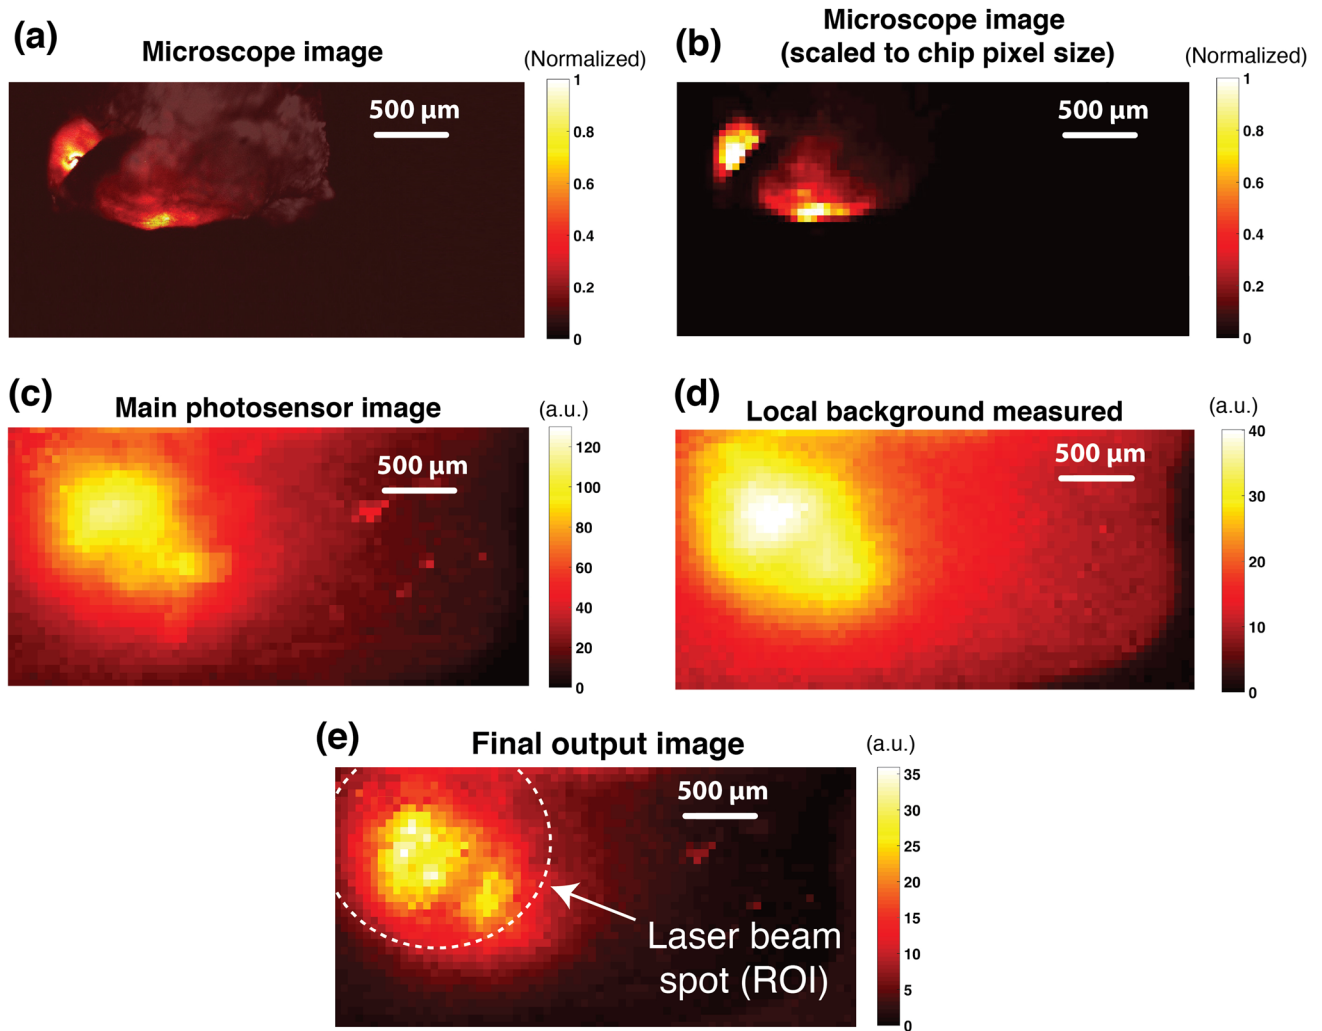 (a)
Microscope image
(Normalized)
500 µm
1
0.8
0.6
0.4
0.2
0
(b)
Microscope image
(scaled to chip pixel size)
(Normalized)
500 µm
1
0.8
0.6
0.4
0.2
0
(c)
Main photosensor image
(a.u.)
500 µm
120
100
80
60
40
20
0
(d)
Local background measured
(a.u.)
500 µm
40
30
20
10
0
(e)
Final output image
(a.u.)
500 µm
35
30
25
20
15
10
5
0
Laser beam
spot (ROI)